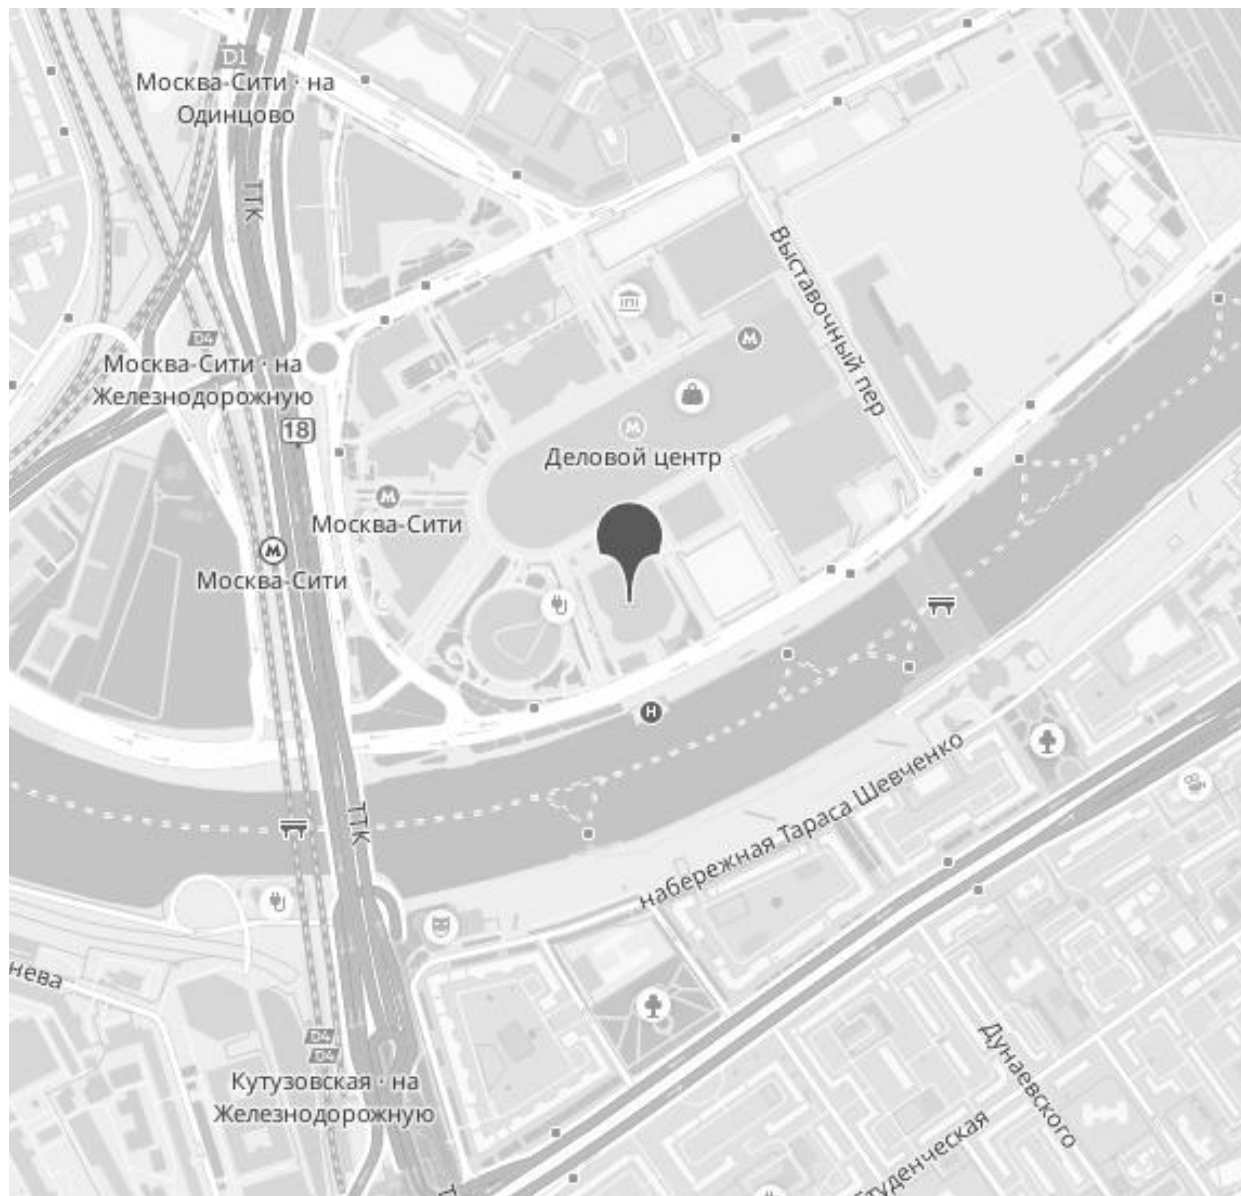 D1
Москва-Сити · на
Одинцово
ТТК
Выставочный пер
D4
Москва-Сити · на
Железнодорожную
18
М
М
Деловой центр
М
Москва-Сити
М
Москва-Сити
Н
набережная Тараса Шевченко
ТТК
нева
D4
D4
Кутузовская · на
Железнодорожную
Дунаевского
Студенческая
Т